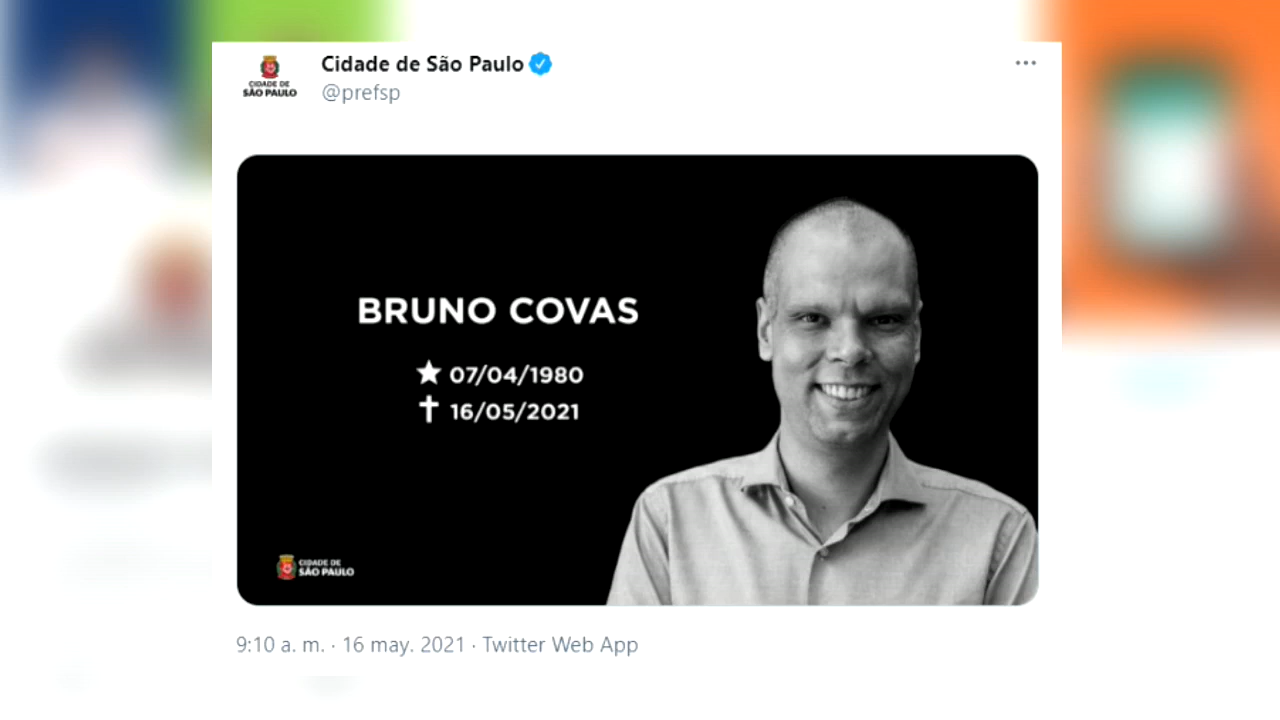 Cidade de São Paulo
@prefsp
CIDADE DE
SÃO PAULO
BRUNO COVAS
★ 07/04/1980
✝ 16/05/2021
CIDADE DE
SÃO PAULO
9:10 a. m. · 16 may. 2021 · Twitter Web App